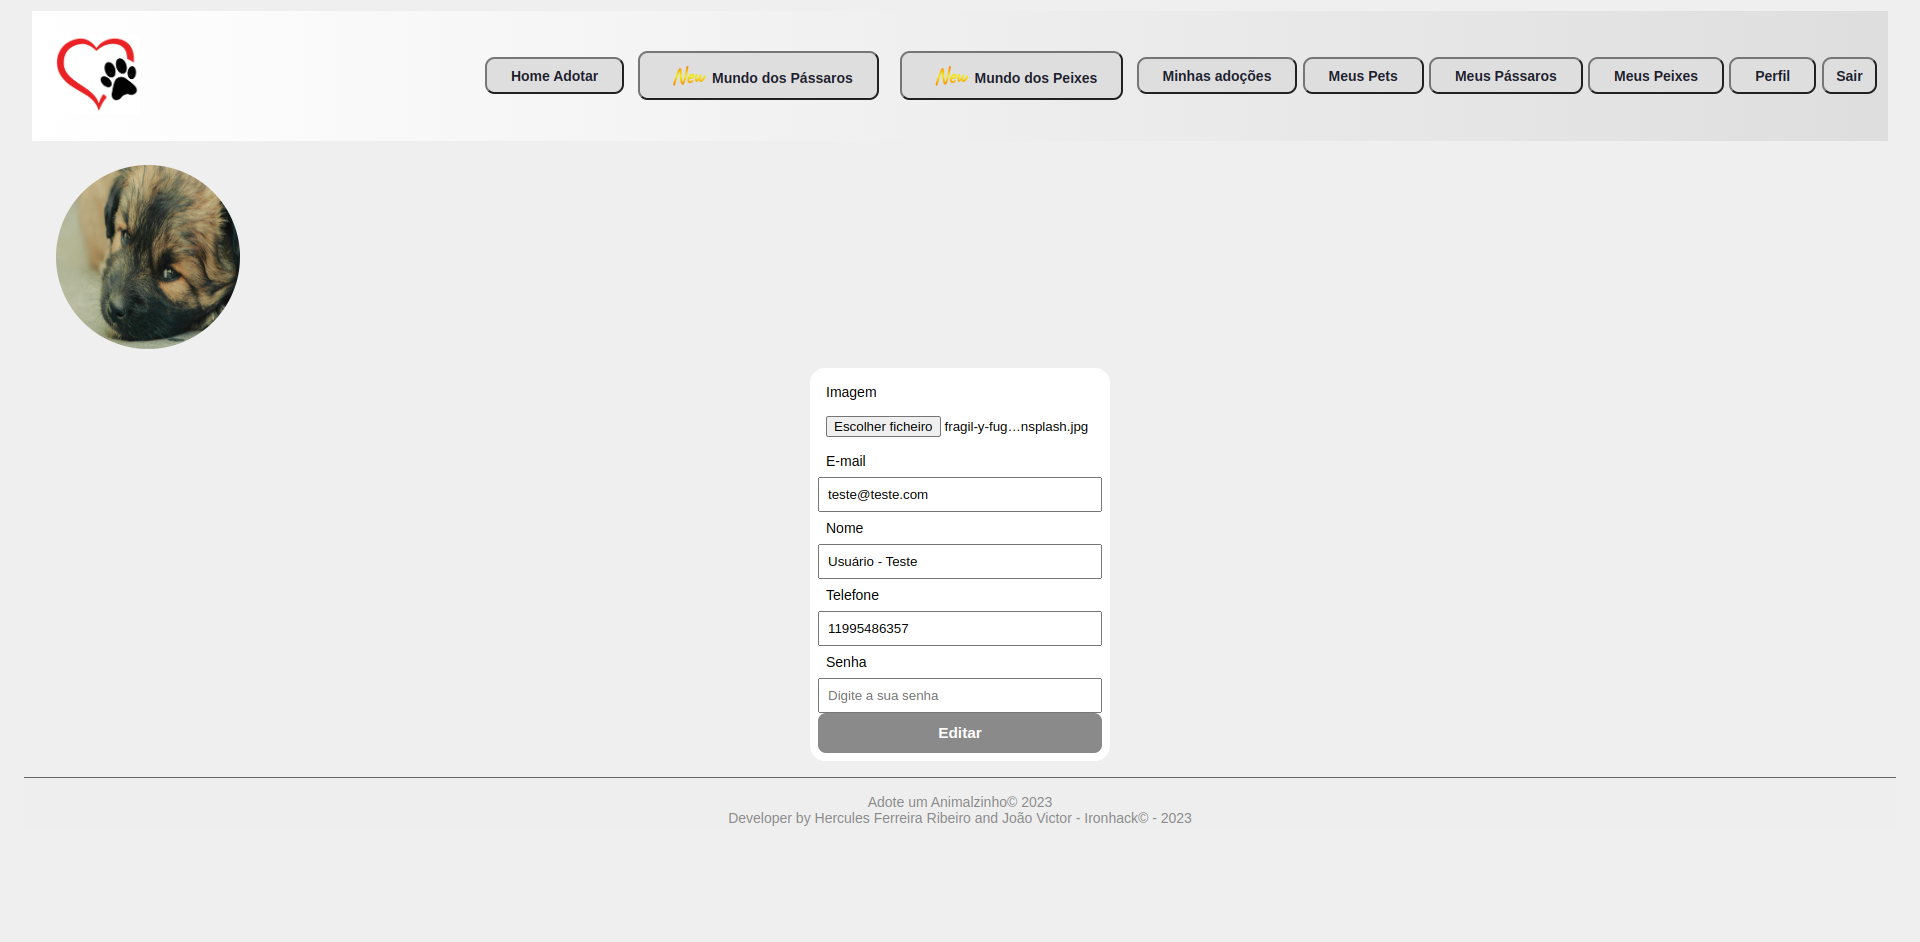 Home Adotar
New Mundo dos Pássaros
New Mundo dos Peixes
Minhas adoções
Meus Pets
Meus Pássaros
Meus Peixes
Perfil
Sair
Imagem
Escolher ficheiro fragil-y-fug…nsplash.jpg
E-mail
teste@teste.com
Nome
Usuário - Teste
Telefone
11995486357
Senha
Digite a sua senha
Editar
Adote um Animalzinho© 2023
Developer by Hercules Ferreira Ribeiro and João Victor - Ironhack© - 2023